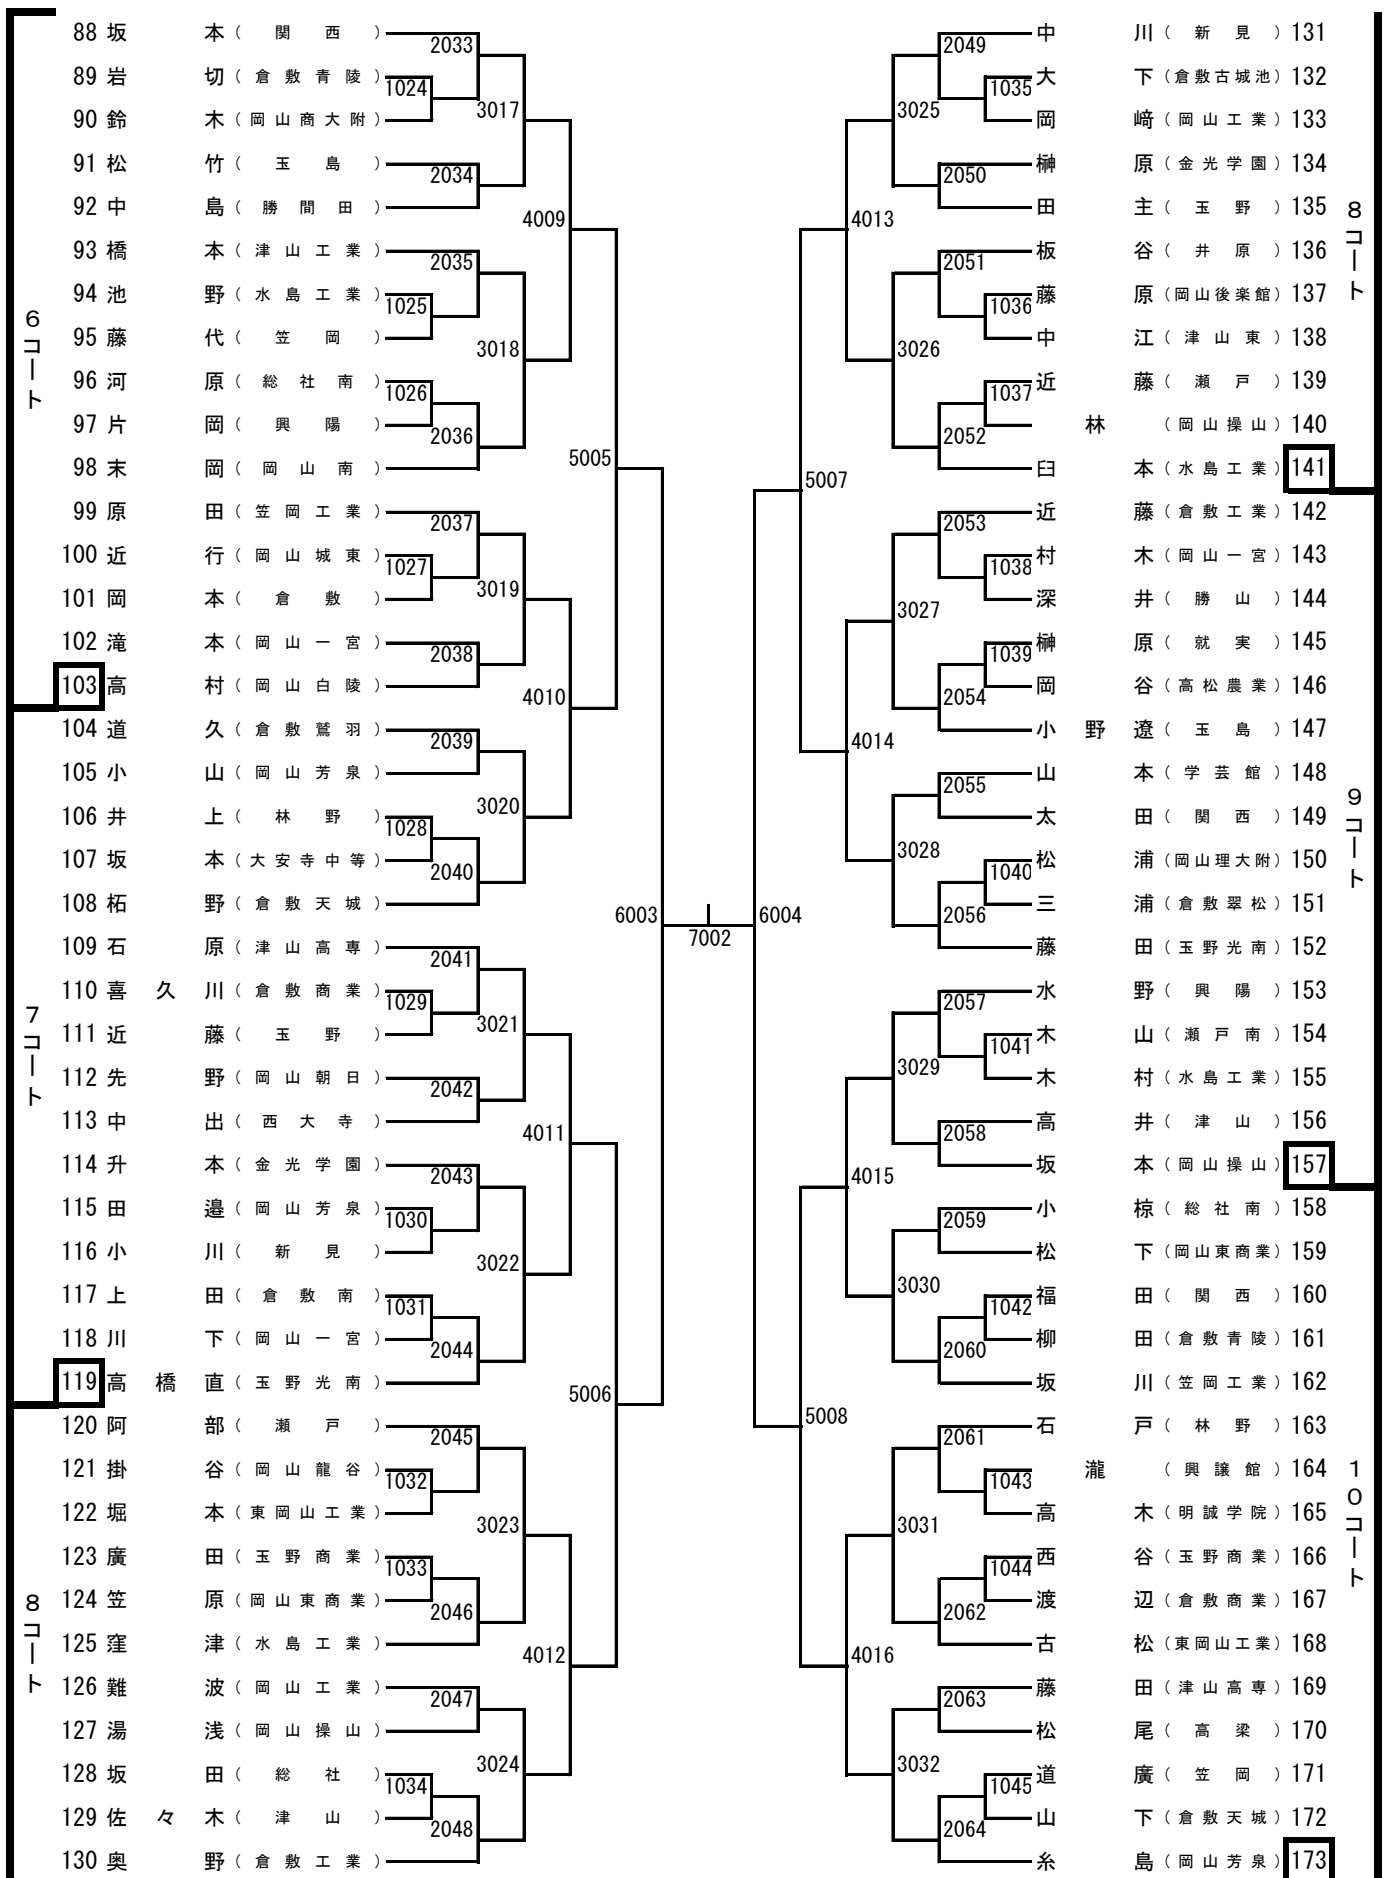 88 坂本（関西）
89 岩切（倉敷青陵）
90 鈴木（岡山商大附）
91 松竹（玉島）
92 中島（勝間田）
93 橋本（津山工業）
94 池野（水島工業）
95 藤代（笠岡）
96 河原（総社南）
97 片岡（興陽）
98 末岡（岡山南）
99 原田（笠岡工業）
100 近行（岡山城東）
101 岡本（倉敷）
102 滝本（岡山一宮）
103 高村（岡山白陵）
104 道久（倉敷鷲羽）
105 小山（岡山芳泉）
106 井上（林野）
107 坂本（大安寺中等）
108 柘野（倉敷天城）
109 石原（津山高専）
110 喜久川（倉敷商業）
111 近藤（玉野）
112 先野（岡山朝日）
113 中出（西大寺）
114 升本（金光学園）
115 田邉（岡山芳泉）
116 小川（新見）
117 上田（倉敷南）
118 川下（岡山一宮）
119 高橋直（玉野光南）
120 阿部（瀬戸）
121 掛谷（岡山龍谷）
122 堀本（東岡山工業）
123 廣田（玉野商業）
124 笠原（岡山東商業）
125 窪津（水島工業）
126 難波（岡山工業）
127 湯浅（岡山操山）
128 坂田（総社）
129 佐々木（津山）
130 奥野（倉敷工業）
6コート
7コート
8コート
1024
1025
1026
1027
1028
1029
1030
1031
1032
1033
1034
2033
2034
2035
2036
2037
2038
2039
2040
2041
2042
2043
2044
2045
2046
2047
2048
3017
3018
3019
3020
3021
3022
3023
3024
4009
4010
4011
4012
5005
5006
6003
7002
6004
5007
5008
4013
4014
4015
4016
3025
3026
3027
3028
3029
3030
3031
3032
2049
2050
2051
2052
2053
2054
2055
2056
2057
2058
2059
2060
2061
2062
2063
2064
1035
1036
1037
1038
1039
1040
1041
1042
1043
1044
1045
中川（新見）131
大下（倉敷古城池）132
岡﨑（岡山工業）133
榊原（金光学園）134
田主（玉野）135
板谷（井原）136
藤原（岡山後楽館）137
中江（津山東）138
近藤（瀬戸）139
林（岡山操山）140
臼本（水島工業）141
近藤（倉敷工業）142
村木（岡山一宮）143
深井（勝山）144
榊原（就実）145
岡谷（高松農業）146
小野遼（玉島）147
山本（学芸館）148
太田（関西）149
松浦（岡山理大附）150
三浦（倉敷翠松）151
藤田（玉野光南）152
水野（興陽）153
木山（瀬戸南）154
木村（水島工業）155
高井（津山）156
坂本（岡山操山）157
小椋（総社南）158
松下（岡山東商業）159
福田（関西）160
柳田（倉敷青陵）161
坂川（笠岡工業）162
石戸（林野）163
瀧（興譲館）164
高木（明誠学院）165
西谷（玉野商業）166
渡辺（倉敷商業）167
古松（東岡山工業）168
藤田（津山高専）169
松尾（高梁）170
道廣（笠岡）171
山下（倉敷天城）172
糸島（岡山芳泉）173
8コート
9コート
10コート